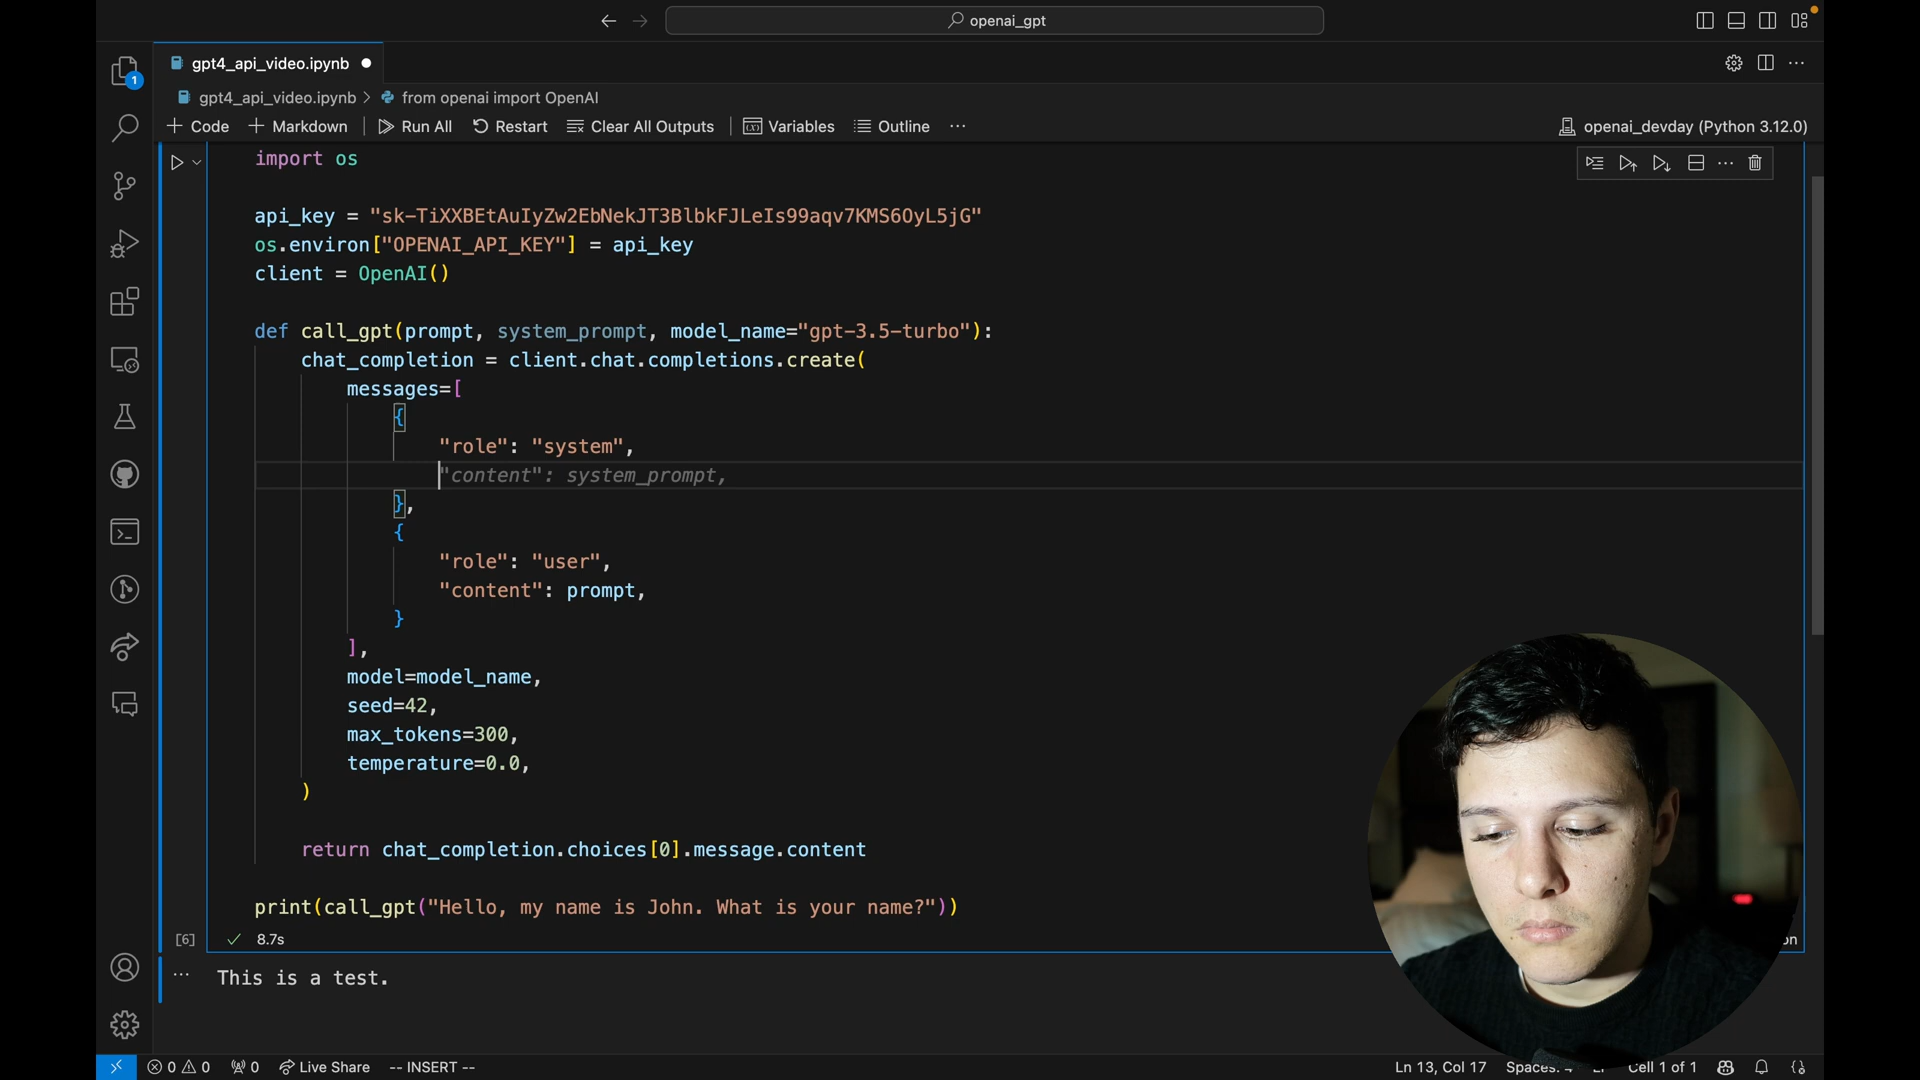 openai_gpt
gpt4_api_video.ipynb
1
gpt4_api_video.ipynb > from openai import OpenAI
Code Markdown Run All Restart Clear All Outputs Variables Outline ... openai_devday (Python 3.12.0)
import os
api_key = "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"
os.environ["OPENAI_API_KEY"] = api_key
client = OpenAI()
def call_gpt(prompt, system_prompt, model_name="gpt-3.5-turbo"):
chat_completion = client.chat.completions.create(
messages=[
{
"role": "system",
"content": system_prompt,
},
{
"role": "user",
"content": prompt,
}
],
model=model_name,
seed=42,
max_tokens=300,
temperature=0.0,
)
return chat_completion.choices[0].message.content
print(call_gpt("Hello, my name is John. What is your name?"))
[6] 8.7s
This is a test.
0 0 0 Live Share -- INSERT -- Ln 13, Col 17 Spaces: 4 LF Cell 1 of 1